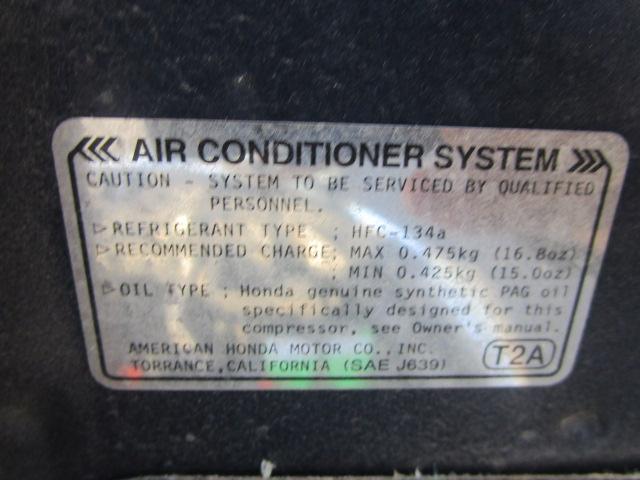 AIR CONDITIONER SYSTEM
CAUTION - SYSTEM TO BE SERVICED BY QUALIFIED
PERSONNEL.
▷REFRIGERANT TYPE : HFC-134a
▷RECOMMENDED CHARGE: MAX 0.475kg (16.8oz)
: MIN 0.425kg (15.0oz)
▷OIL TYPE : Honda genuine synthetic PAG oil
specifically designed for this
compressor, see Owner's manual.
AMERICAN HONDA MOTOR CO.,INC.
TORRANCE,CALIFORNIA (SAE J639)
T2A